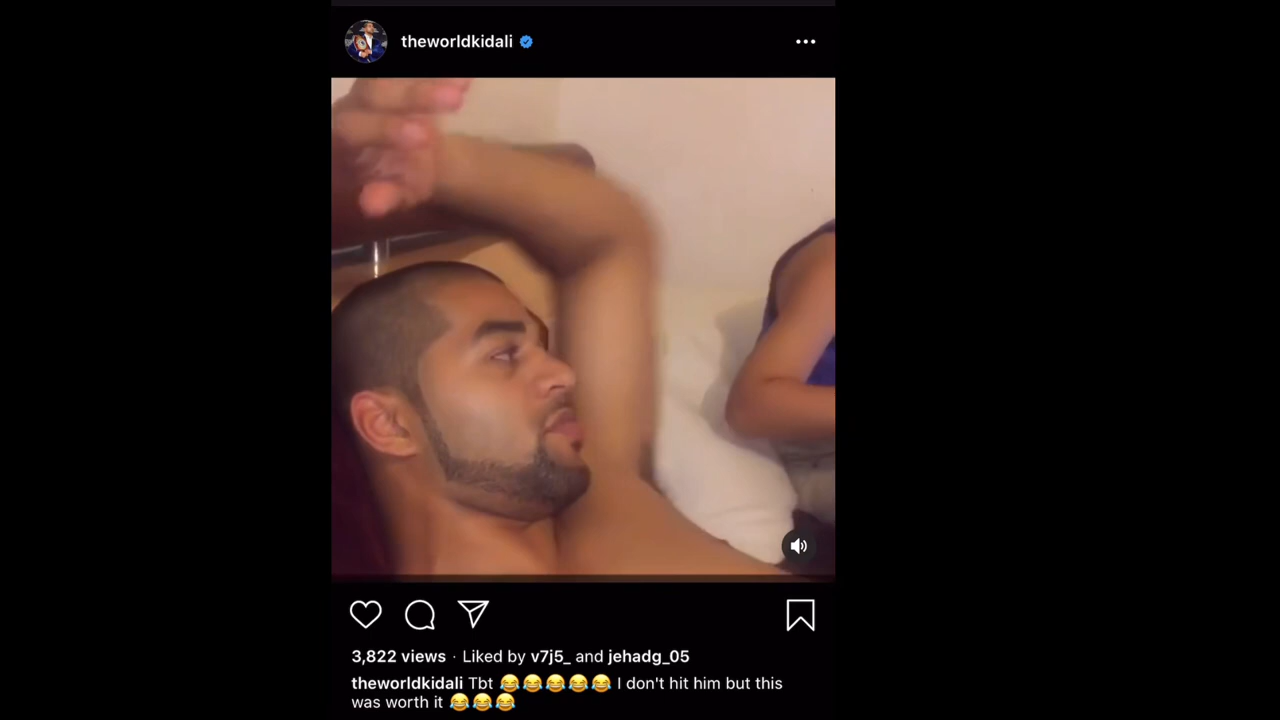 theworldkidali
3,822 views · Liked by v7j5_ and jehadg_05
theworldkidali Tbt 😂😂😂😂😂 I don't hit him but this
was worth it 😂😂😂